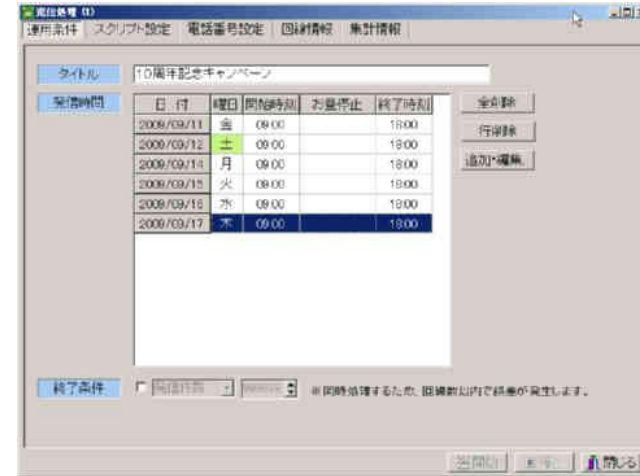 発信処理 (1)
運用条件 スクリプト設定 電話番号設定 回線情報 集計情報
タイトル 10周年記念キャンペーン
発信時間 日 付 曜日 開始時刻 お昼停止 終了時刻 全削除
2009/09/11 金 09:00 18:00 行削除
2009/09/12 土 09:00 18:00
2009/09/14 月 09:00 18:00 追加・編集
2009/09/15 火 09:00 18:00
2009/09/16 水 09:00 18:00
2009/09/17 木 09:00 18:00
終了条件 発信件数 ※同時処理するため、回線数以内で誤差が発生します。
開始 閉じる